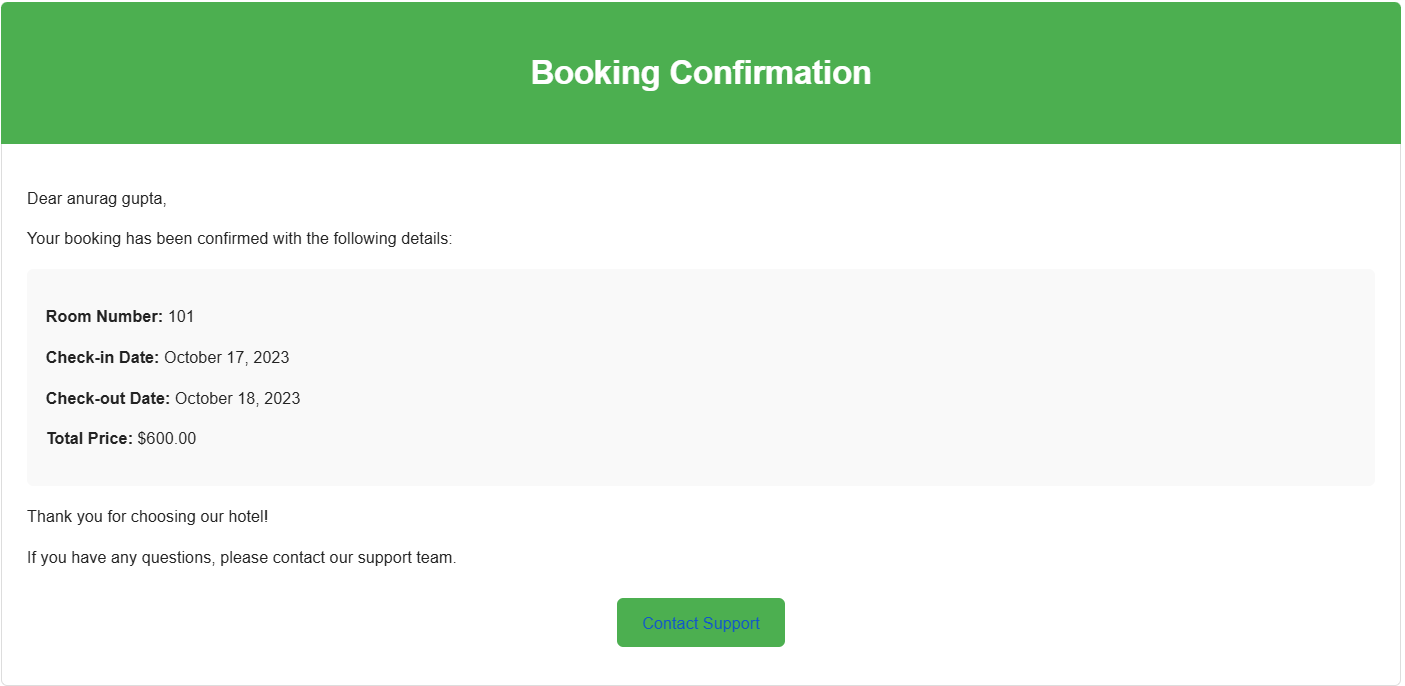 Booking Confirmation
Dear anurag gupta,
Your booking has been confirmed with the following details:
Room Number: 101
Check-in Date: October 17, 2023
Check-out Date: October 18, 2023
Total Price: $600.00
Thank you for choosing our hotel!
If you have any questions, please contact our support team.
Contact Support